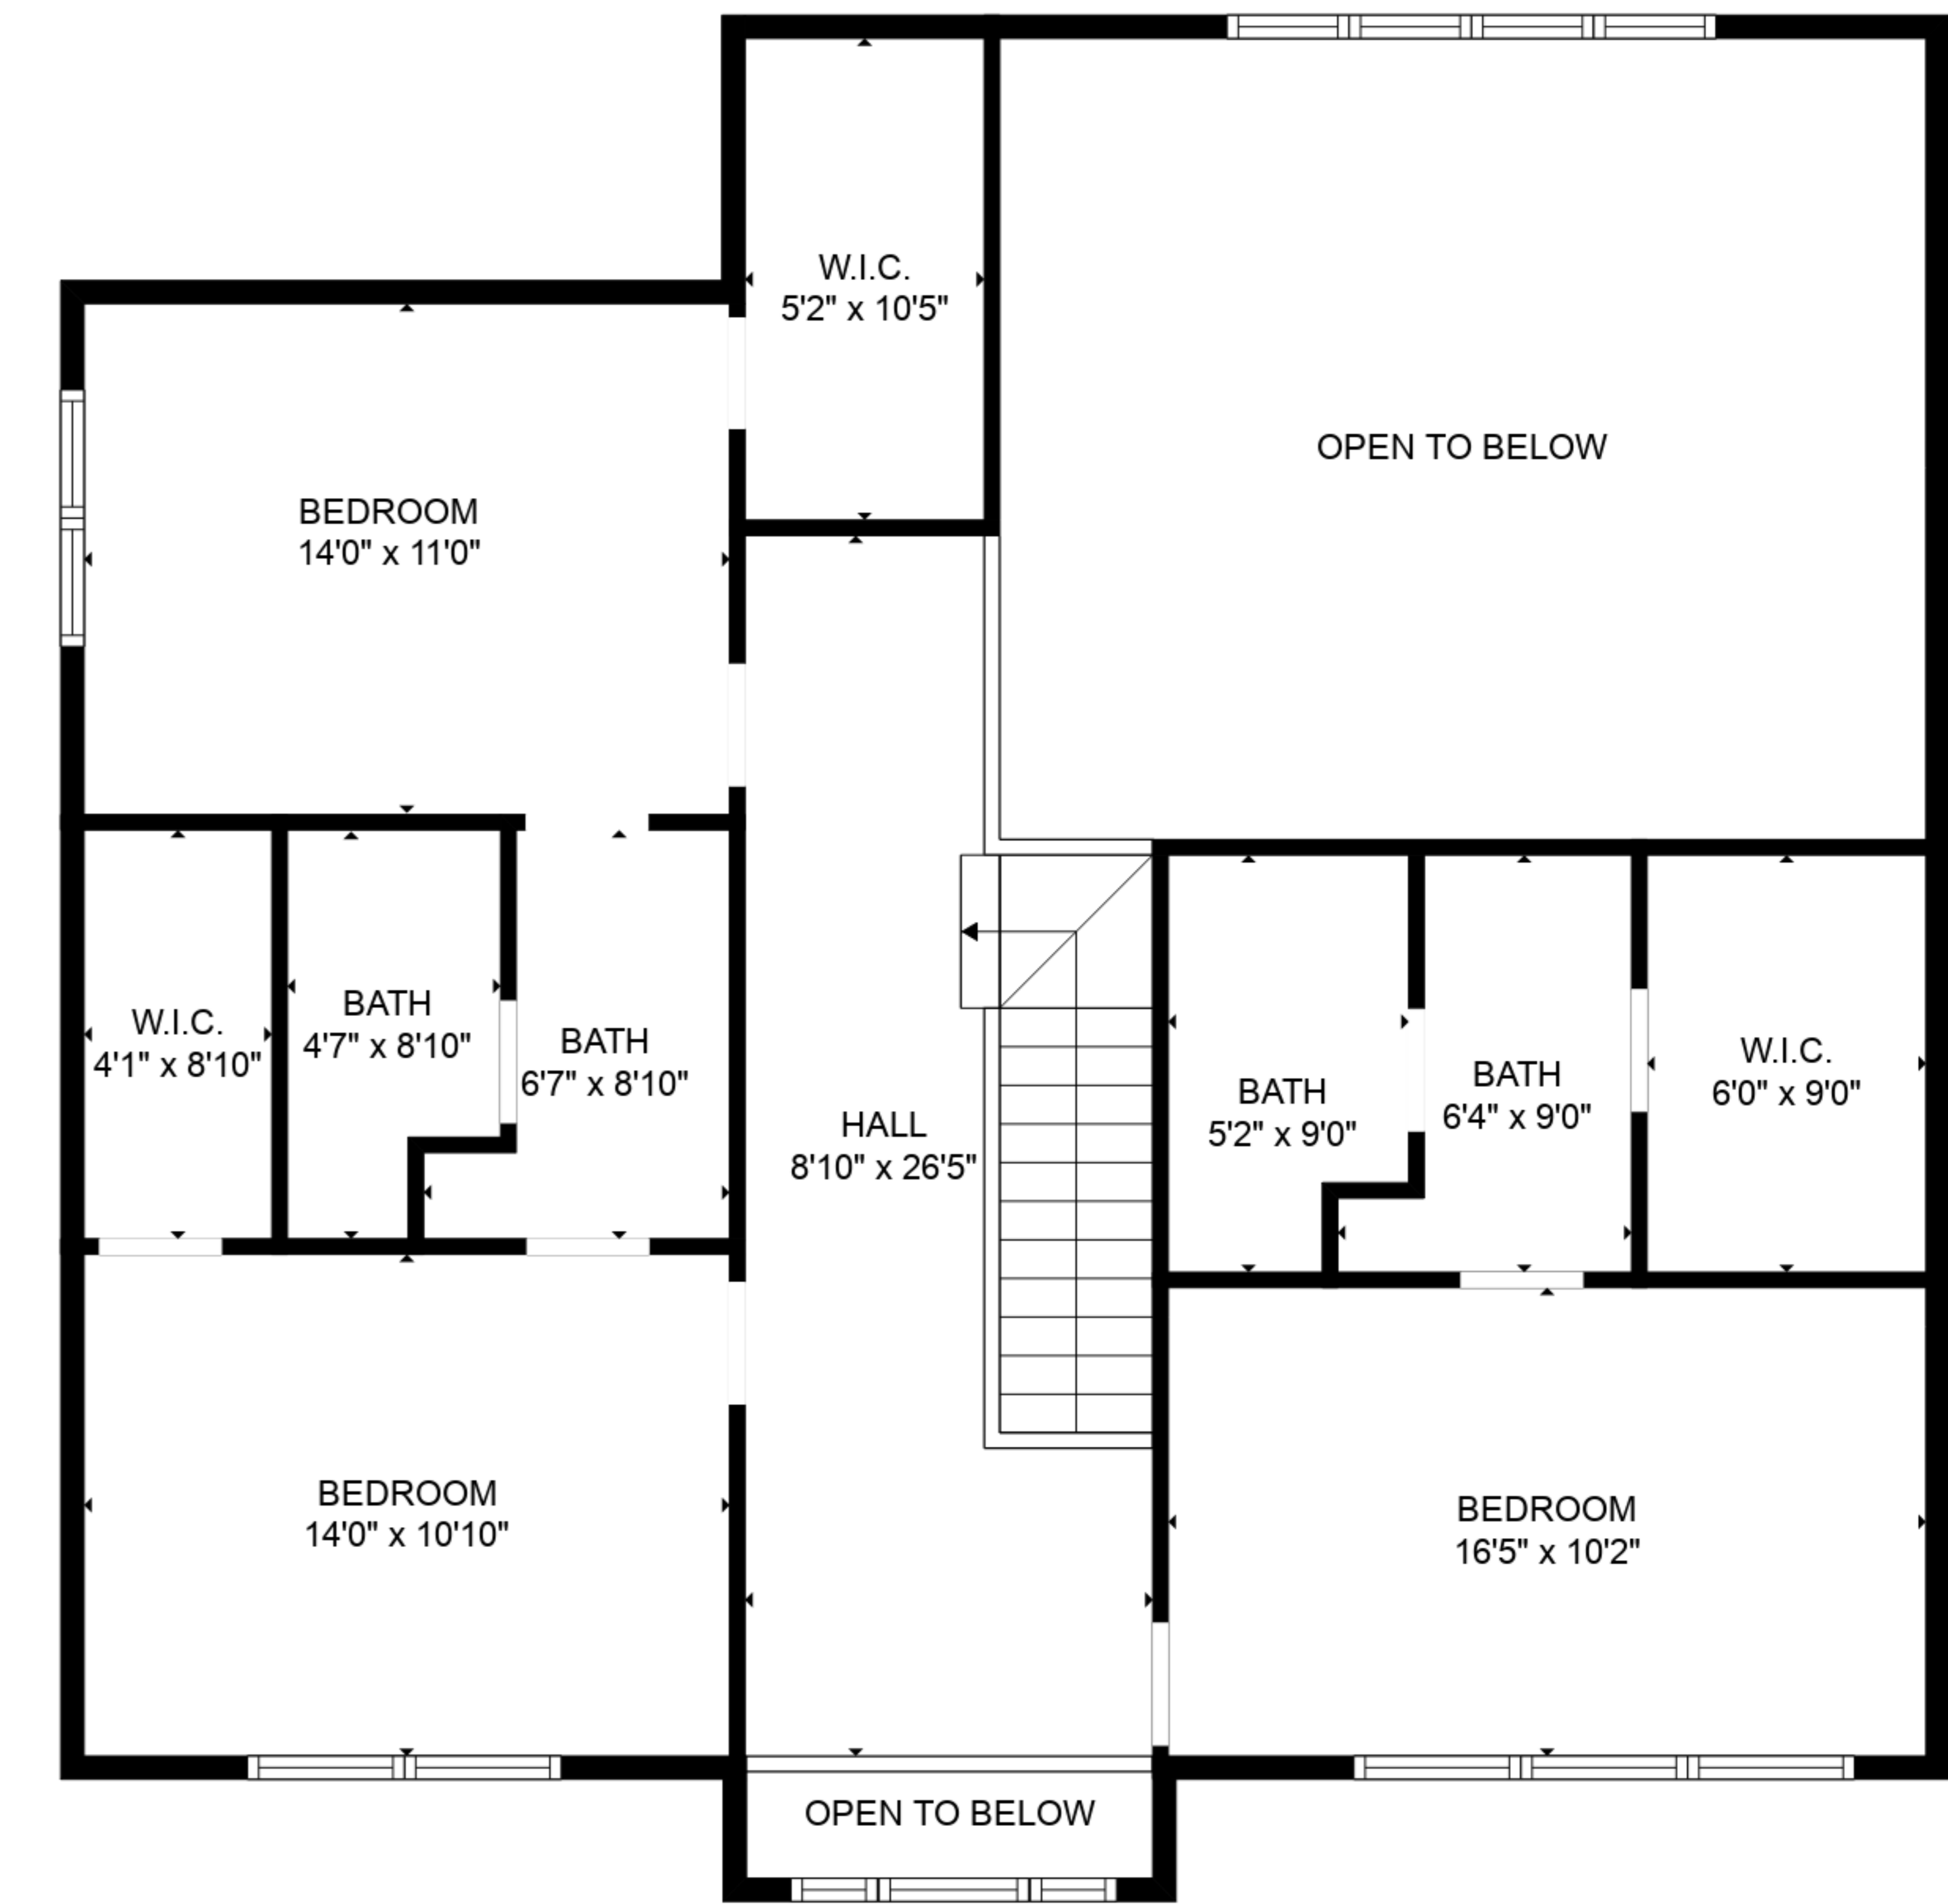 W.I.C.
5'2" x 10'5"
OPEN TO BELOW
BEDROOM
14'0" x 11'0"
W.I.C.
4'1" x 8'10"
BATH
4'7" x 8'10"
BATH
6'7" x 8'10"
HALL
8'10" x 26'5"
BATH
5'2" x 9'0"
BATH
6'4" x 9'0"
W.I.C.
6'0" x 9'0"
BEDROOM
14'0" x 10'10"
BEDROOM
16'5" x 10'2"
OPEN TO BELOW